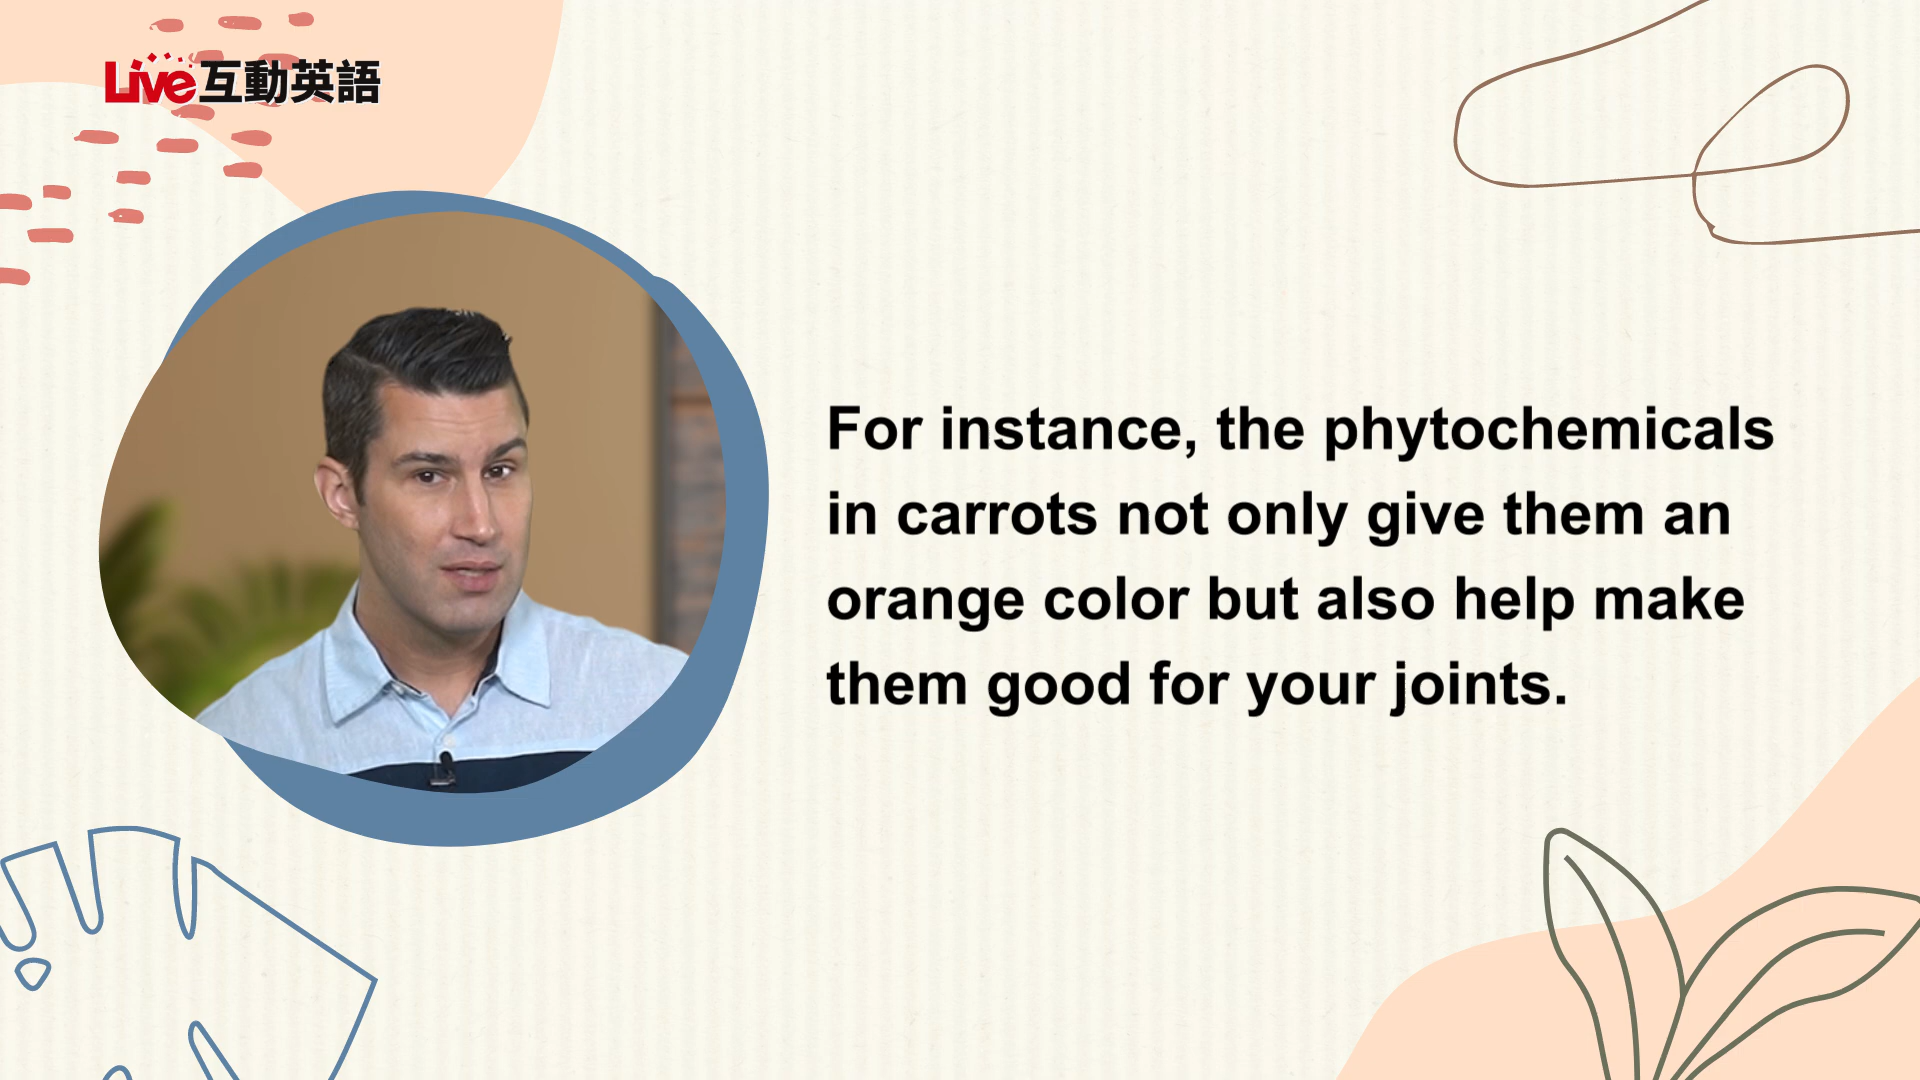 Live互動英語
For instance, the phytochemicals
in carrots not only give them an
orange color but also help make
them good for your joints.